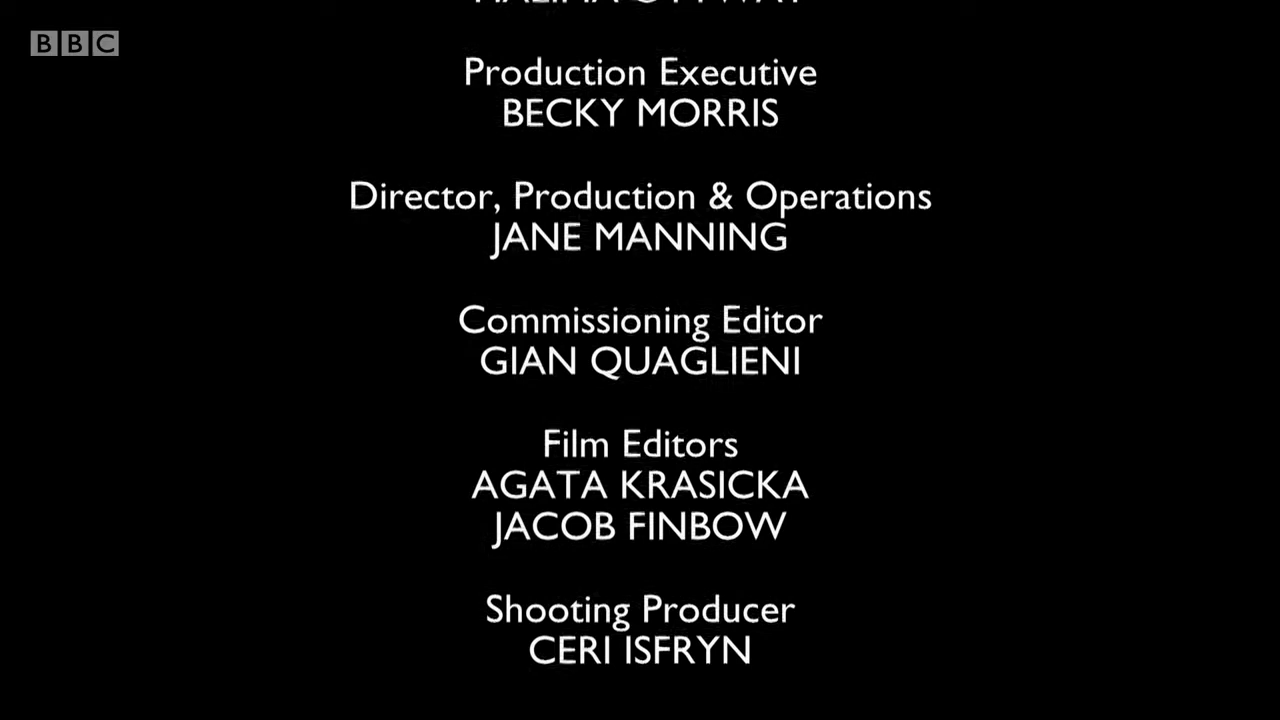 BBC
Production Executive
BECKY MORRIS
Director, Production & Operations
JANE MANNING
Commissioning Editor
GIAN QUAGLIENI
Film Editors
AGATA KRASICKA
JACOB FINBOW
Shooting Producer
CERI ISFRYN